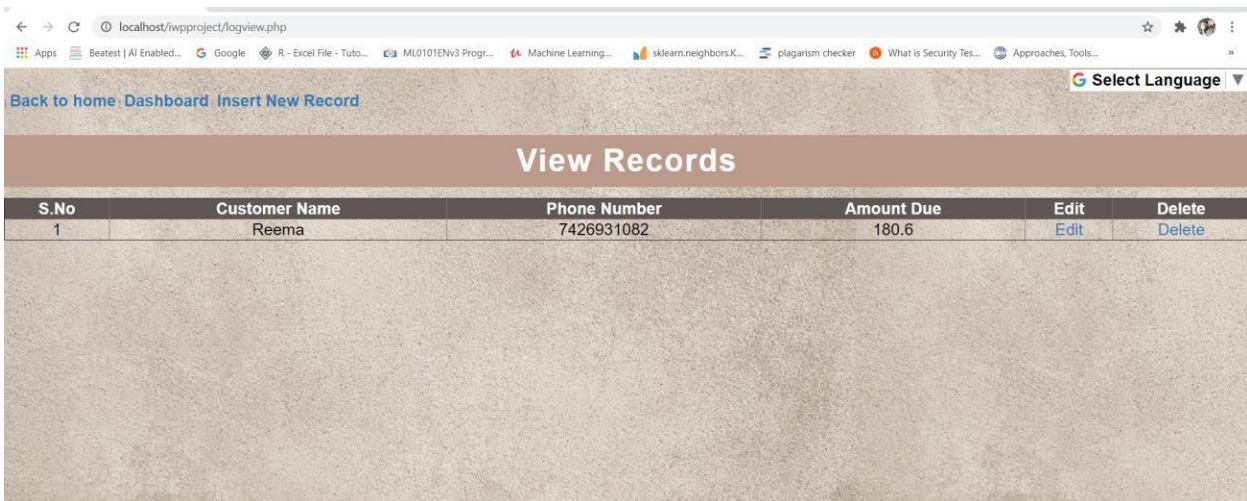 localhost/iwpproject/logview.php
Apps Beatest | AI Enabled... G Google R - Excel File - Tuto... ML0101ENv3 Progr... Machine Learning... sklearn.neighbors.K... plagarism checker What is Security Tes... Approaches, Tools... »
G Select Language ▼
Back to home Dashboard Insert New Record
View Records
S.No Customer Name Phone Number Amount Due Edit Delete
1 Reema 7426931082 180.6 Edit Delete